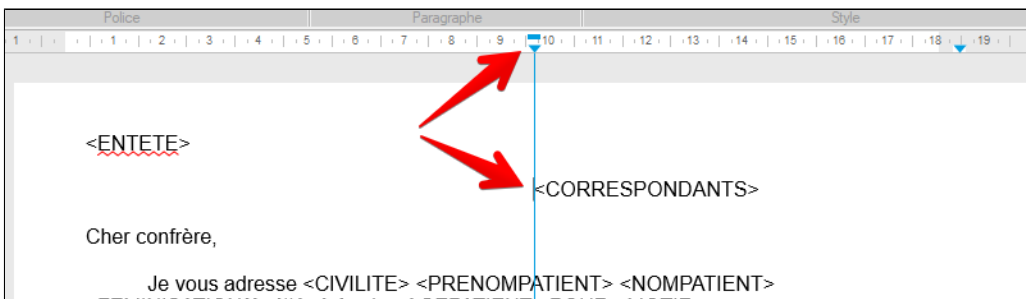 Police Paragraphe Style
1 1 2 3 4 5 6 7 8 9 10 11 12 13 14 15 16 17 18 19
<ENTETE>
<CORRESPONDANTS>
Cher confrère,
Je vous adresse <CIVILITE> <PRENOMPATIENT> <NOMPATIENT>